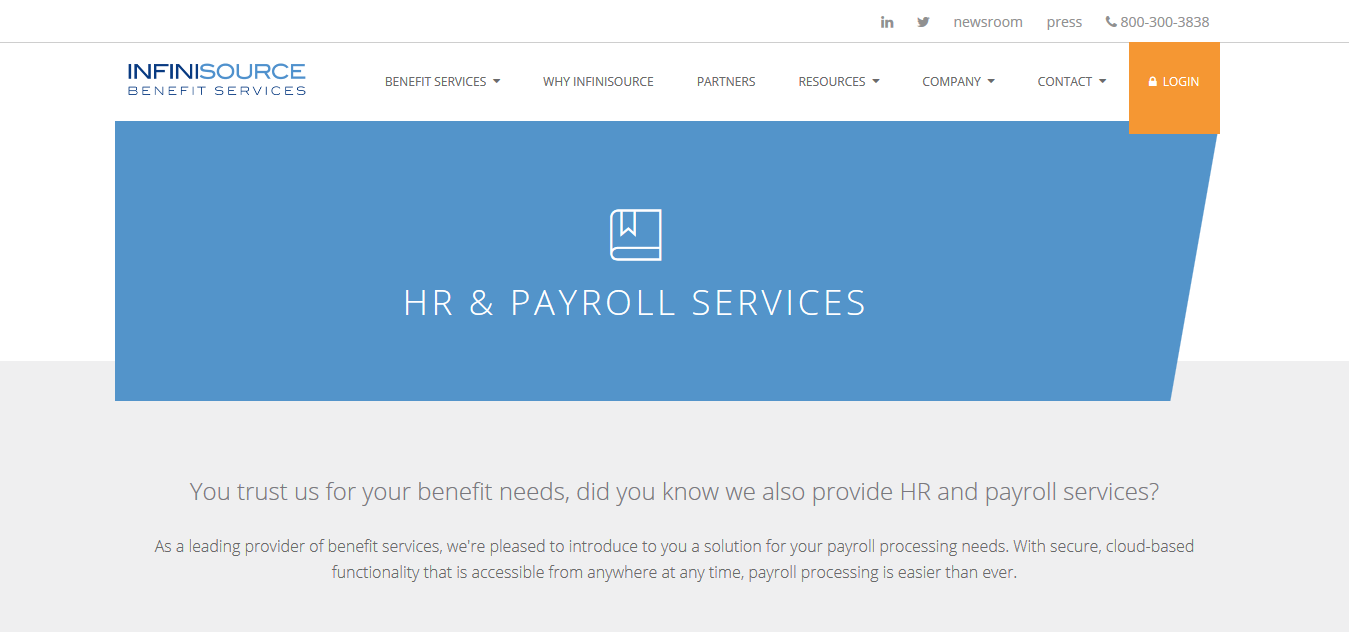 in
newsroom
press
800-300-3838
INFINISOURCE
BENEFIT SERVICES
BENEFIT SERVICES
WHY INFINISOURCE
PARTNERS
RESOURCES
COMPANY
CONTACT
LOGIN
HR & PAYROLL SERVICES
You trust us for your benefit needs, did you know we also provide HR and payroll services?
As a leading provider of benefit services, we're pleased to introduce to you a solution for your payroll processing needs. With secure, cloud-based
functionality that is accessible from anywhere at any time, payroll processing is easier than ever.